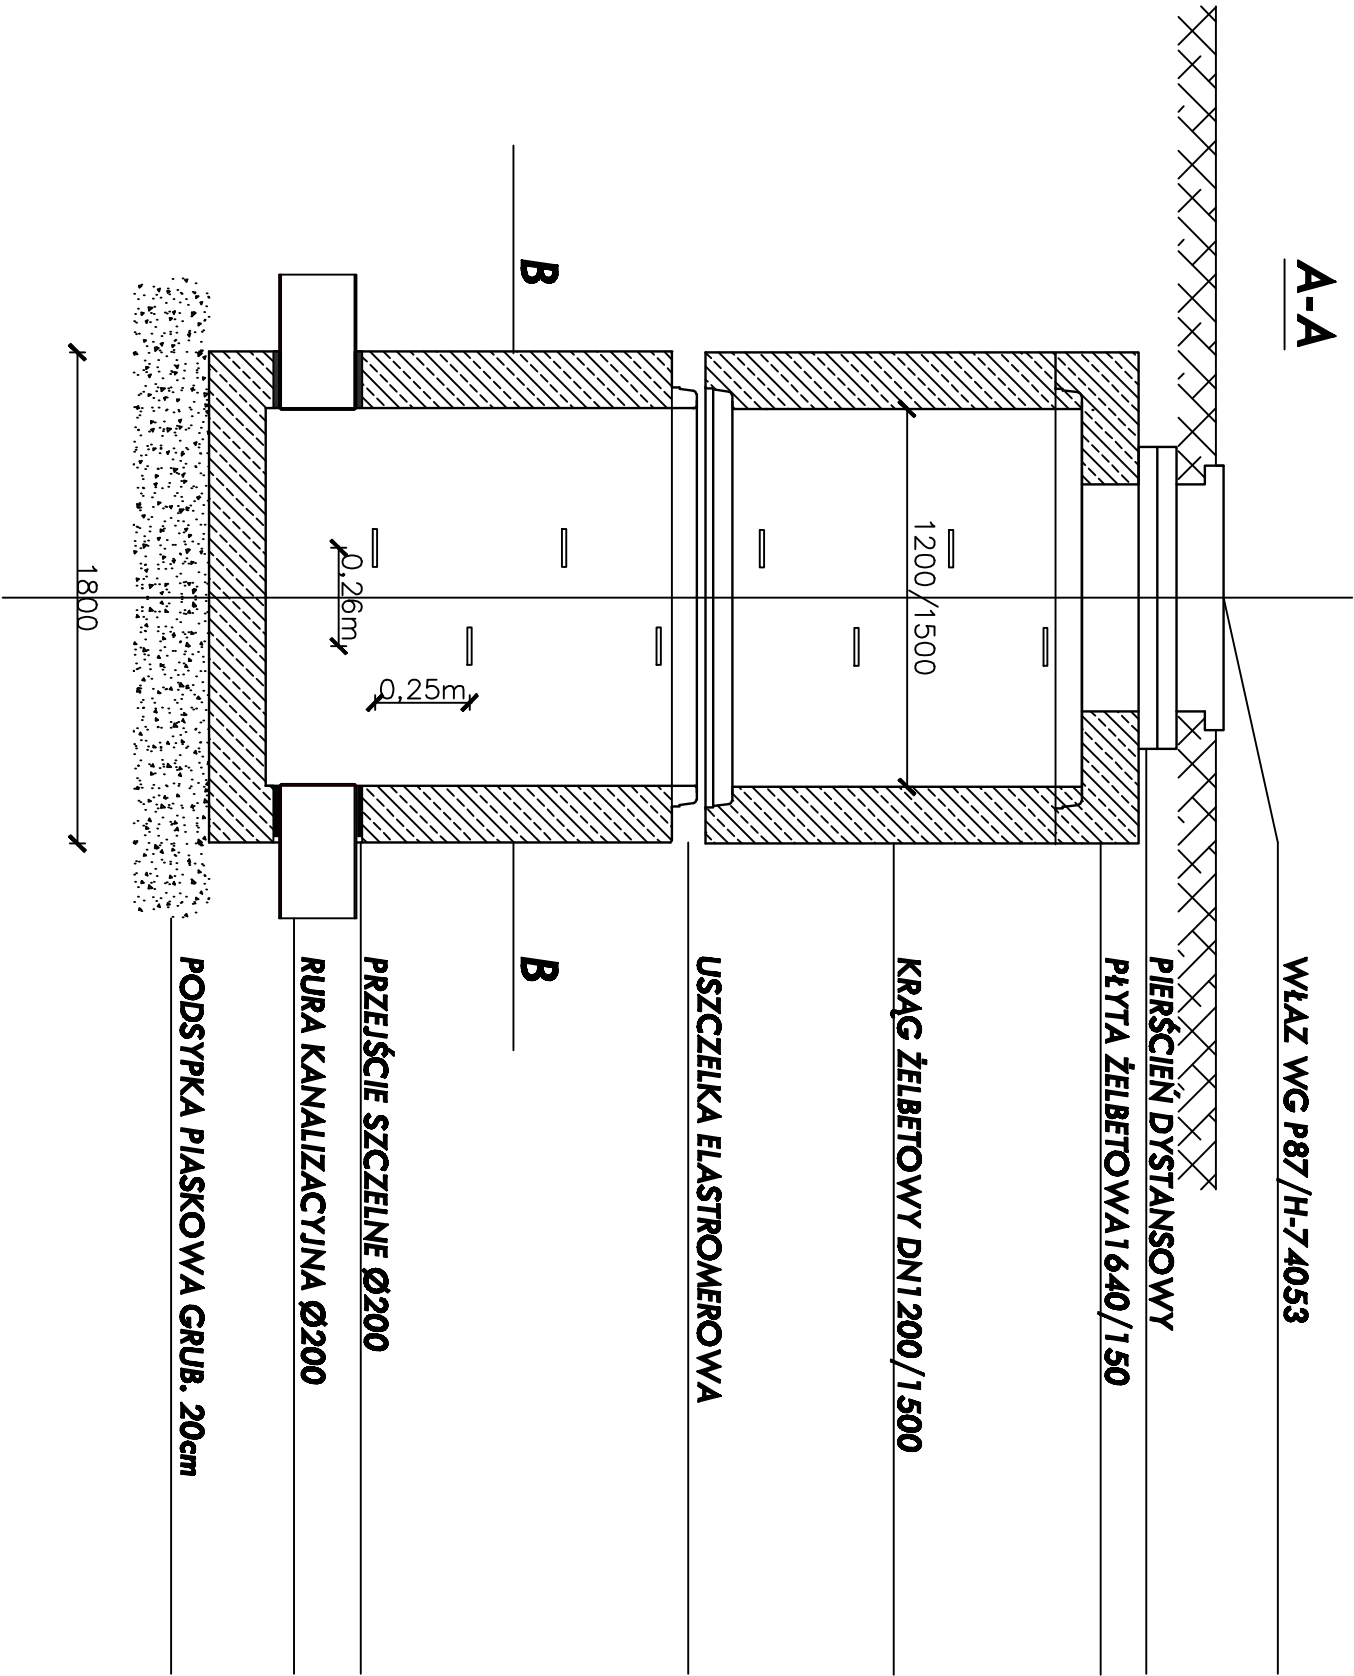 A-A
WŁAZ WG P87/H-74053
PIERŚCIEŃ DYSTANSOWY
PŁYTA ŻELBETOWA1640/150
KRĄG ŻELBETOWY DN1200/1500
1200/1500
USZCZELKA ELASTROMEROWA
B
B
0,25m
PRZEJŚCIE SZCZELNE Ø200
0,26m
RURA KANALIZACYJNA Ø200
PODSYPKA PIASKOWA GRUB. 20cm
1800